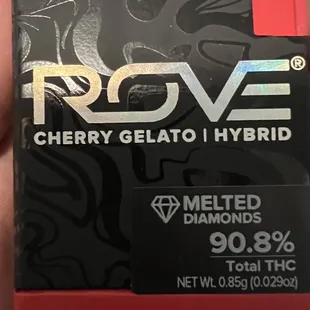 ROVE®
CHERRY GELATO | HYBRID
MELTED
DIAMONDS
90.8%
Total THC
NET WT. 0.85g (0.029oz)